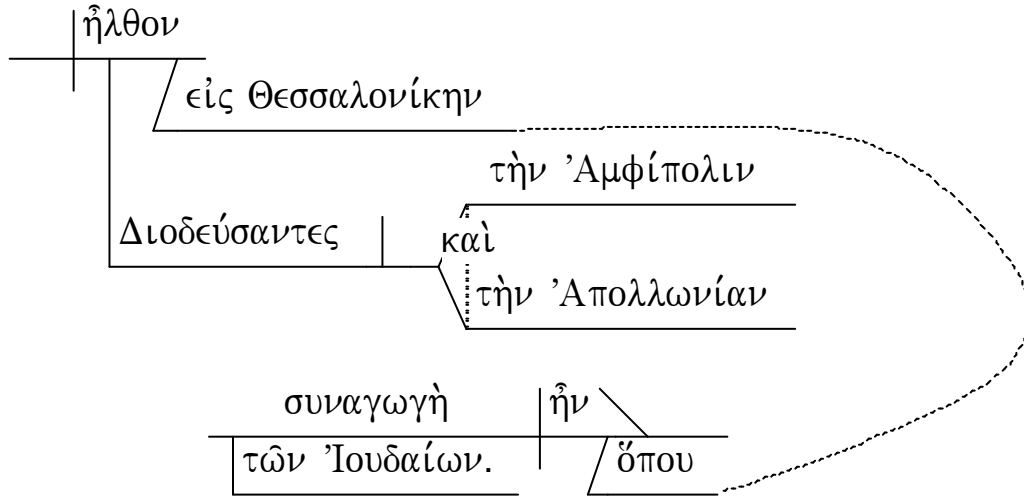 ἦλθον
εἰς Θεσσαλονίκην
τὴν Ἀμφίπολιν
Διοδεύσαντες
καὶ
τὴν Ἀπολλωνίαν
συναγωγὴ
ἦν
τῶν Ἰουδαίων.
ὅπου